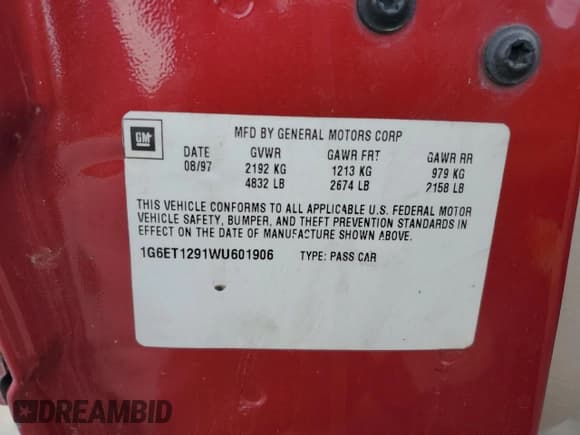 GM
MFD BY GENERAL MOTORS CORP
DATE GVWR GAWR FRT GAWR RR
08/97 2192 KG 1213 KG 979 KG
4832 LB 2674 LB 2158 LB
THIS VEHICLE CONFORMS TO ALL APPLICABLE U.S. FEDERAL MOTOR
VEHICLE SAFETY, BUMPER, AND THEFT PREVENTION STANDARDS IN
EFFECT ON THE DATE OF MANUFACTURE SHOWN ABOVE.
1G6ET1291WU601906 TYPE: PASS CAR
DREAMBID